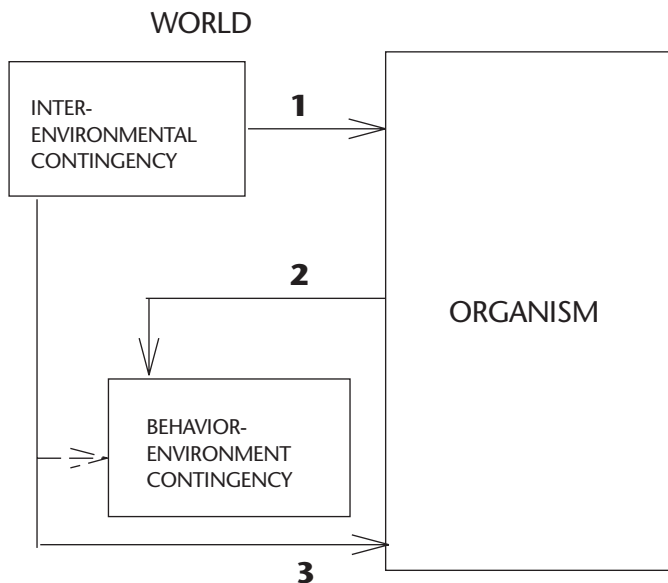 WORLD
INTER-
ENVIRONMENTAL
CONTINGENCY
1
2
ORGANISM
BEHAVIOR-
ENVIRONMENT
CONTINGENCY
3